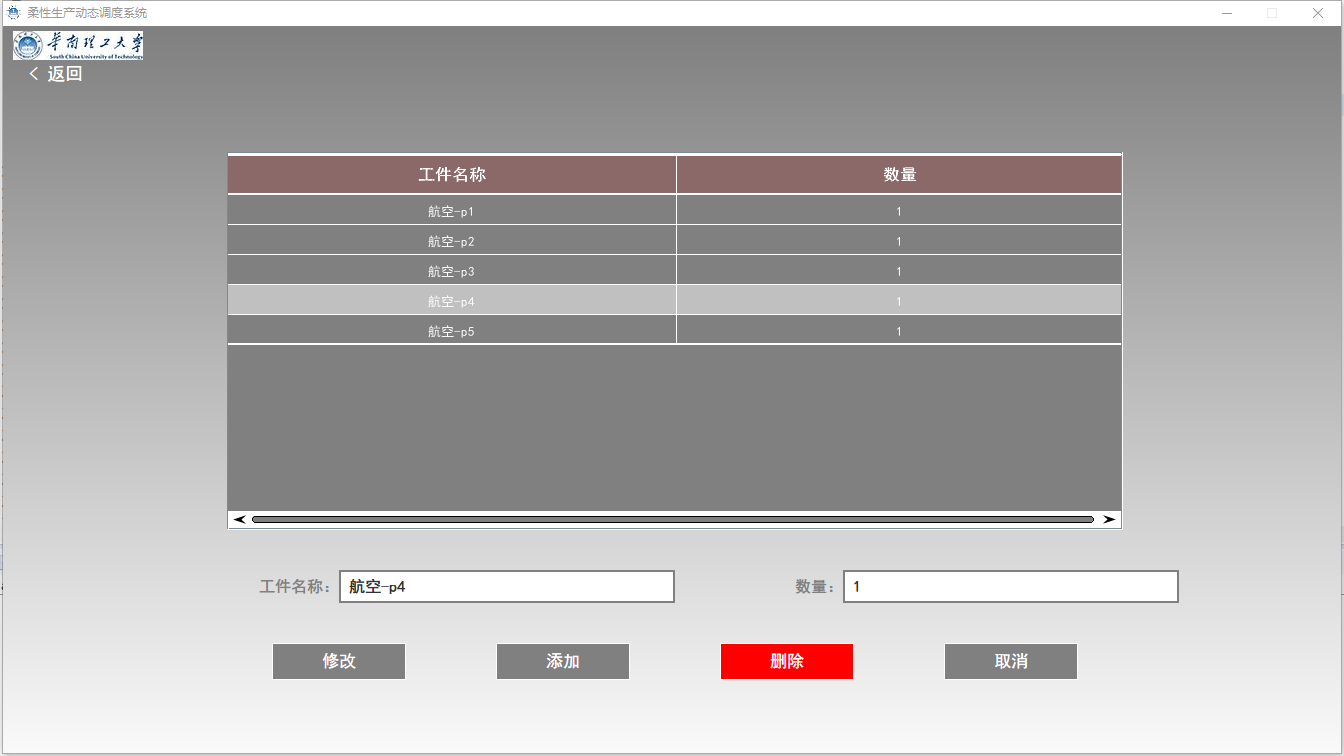 柔性生产动态调度系统
华南理工大学
South China University of Technology
< 返回
工件名称 数量
航空-p1 1
航空-p2 1
航空-p3 1
航空-p4 1
航空-p5 1
工件名称： 航空-p4 数量： 1
修改 添加 删除 取消